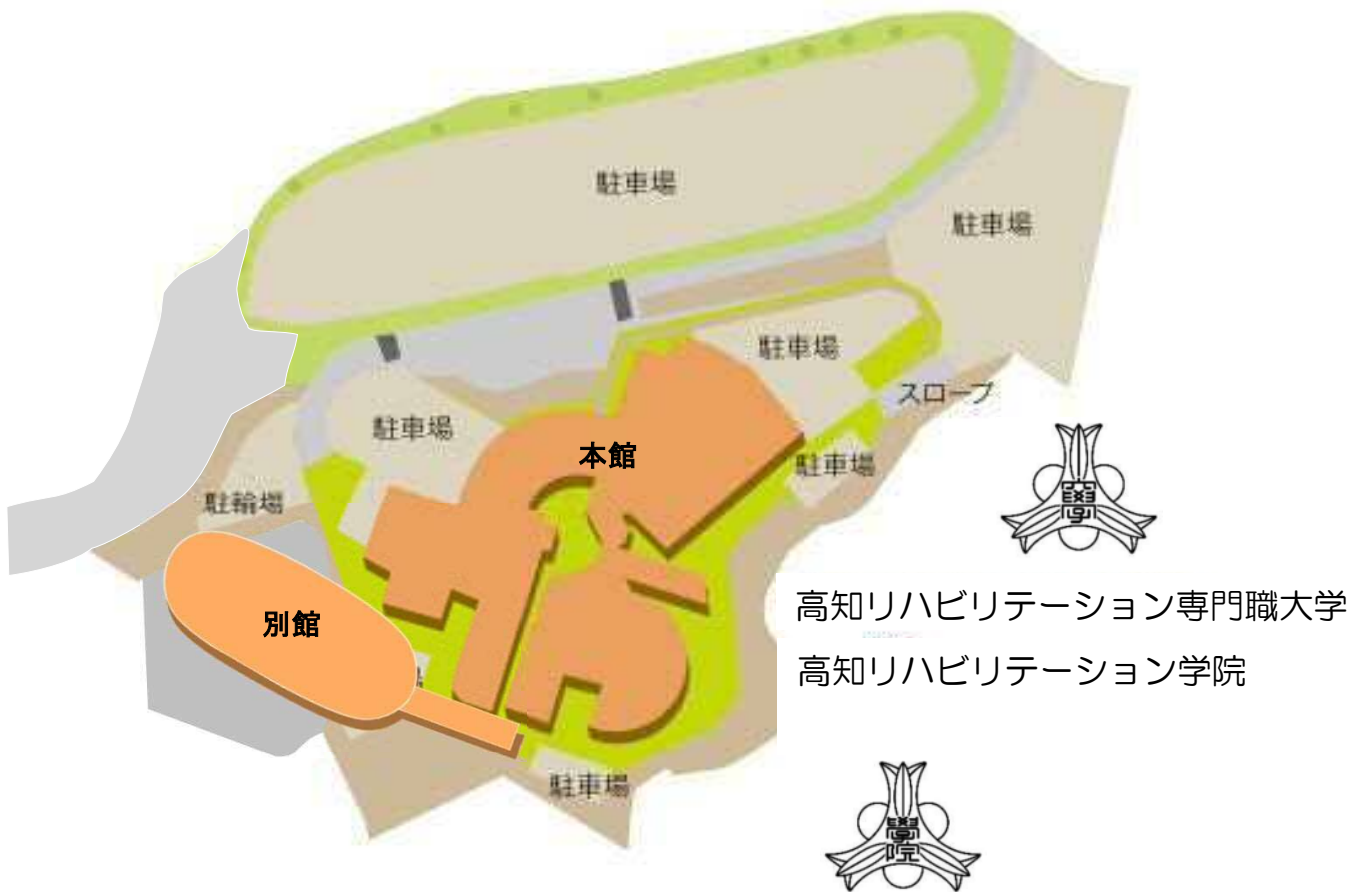 駐車場
駐車場
駐車場
スロープ
駐車場
本館
駐車場
駐輪場
別館
高知リハビリテーション専門職大学
高知リハビリテーション学院
駐車場
學
學院